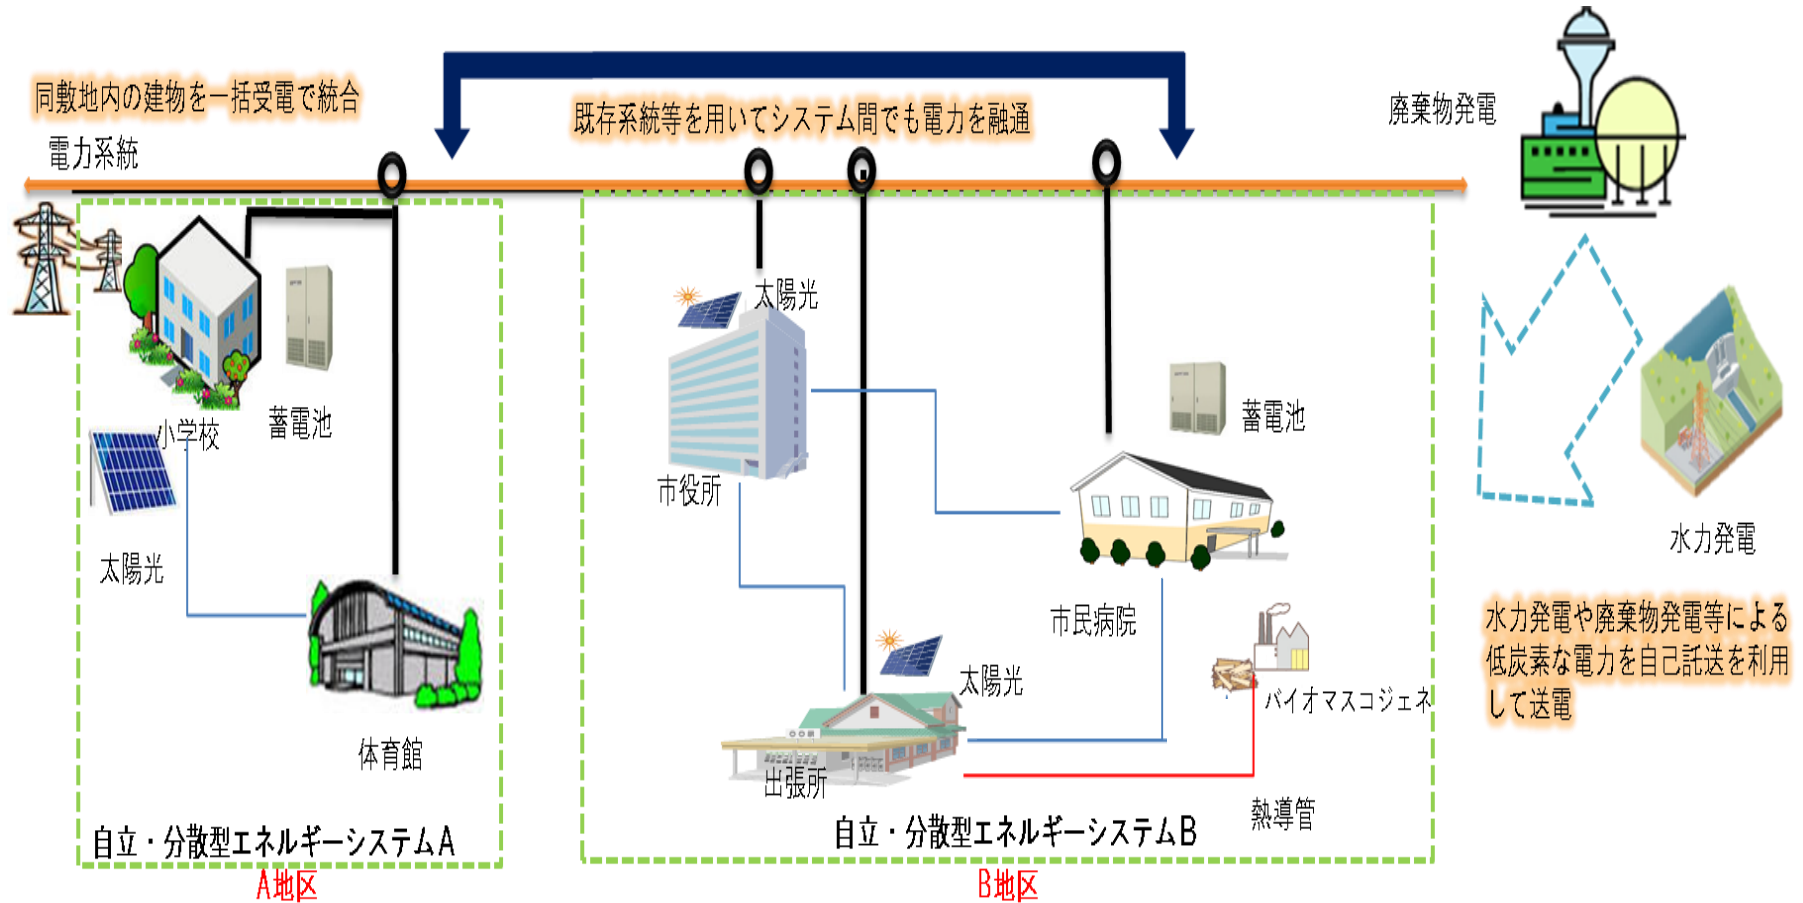 同敷地内の建物を一括受電で統合
電力系統
既存系統等を用いてシステム間でも電力を融通
廃棄物発電
太陽光
小学校
蓄電池
太陽光
体育館
市役所
蓄電池
市民病院
太陽光
バイオマスコジェネ
出張所
熱導管
水力発電
水力発電や廃棄物発電等による
低炭素な電力を自己託送を利用
して送電
自立・分散型エネルギーシステムA
自立・分散型エネルギーシステムB
A地区
B地区